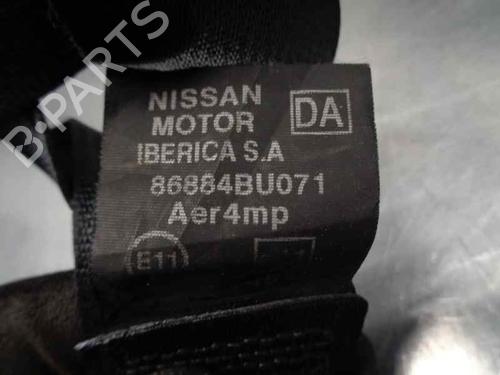 B-PARTS
NISSAN
MOTOR
DA
IBERICA S.A
86884BU071
Aer4mp
E11